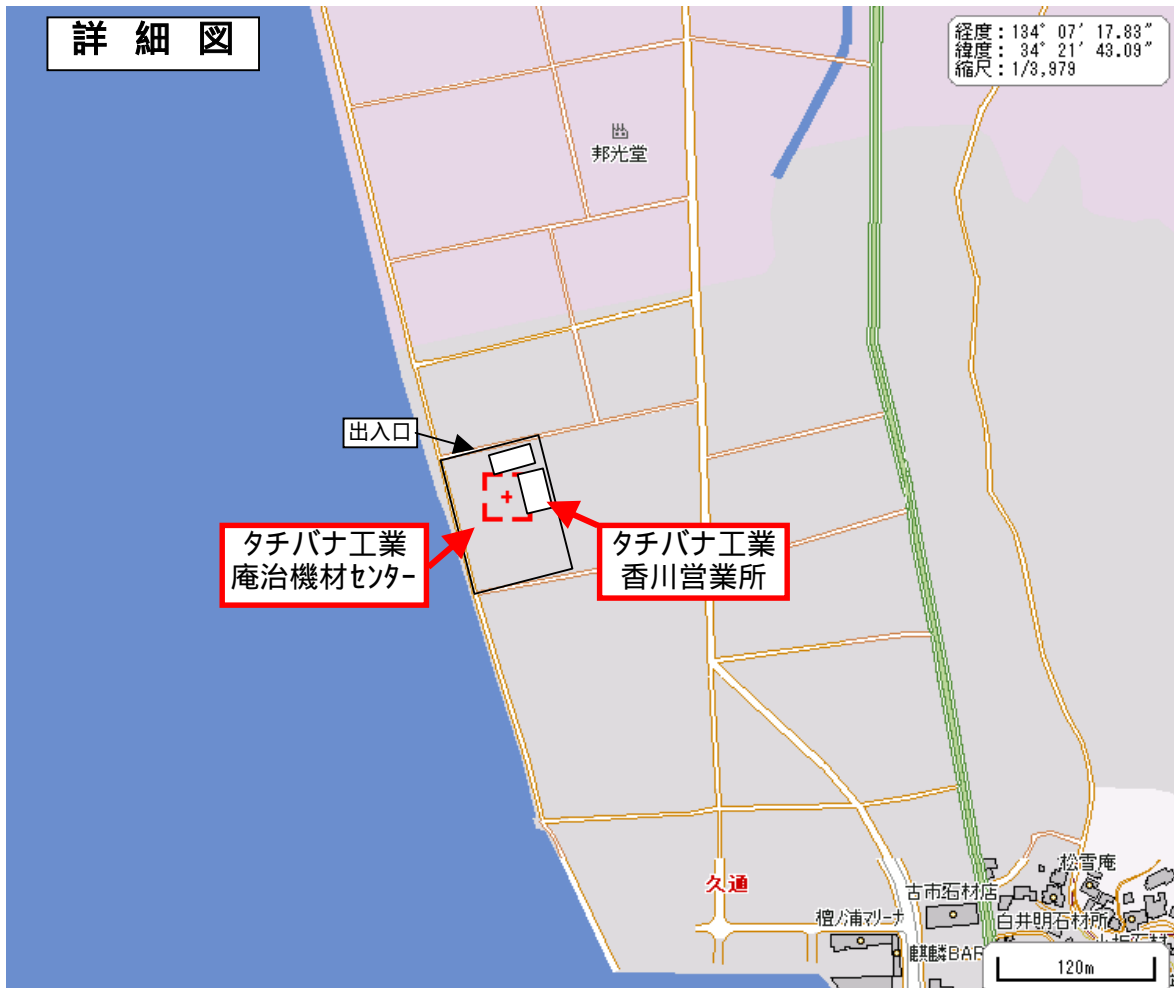 詳 細 図
経度：134° 07′ 17.83″
緯度： 34° 21′ 43.09″
縮尺：1/3,979
邦光堂
出入口
タチバナ工業
庵治機材センター
タチバナ工業
香川営業所
久通
松雪庵
古市石材店
檀ノ浦マリーナ
白井明石材所
麒麟BAR
120m